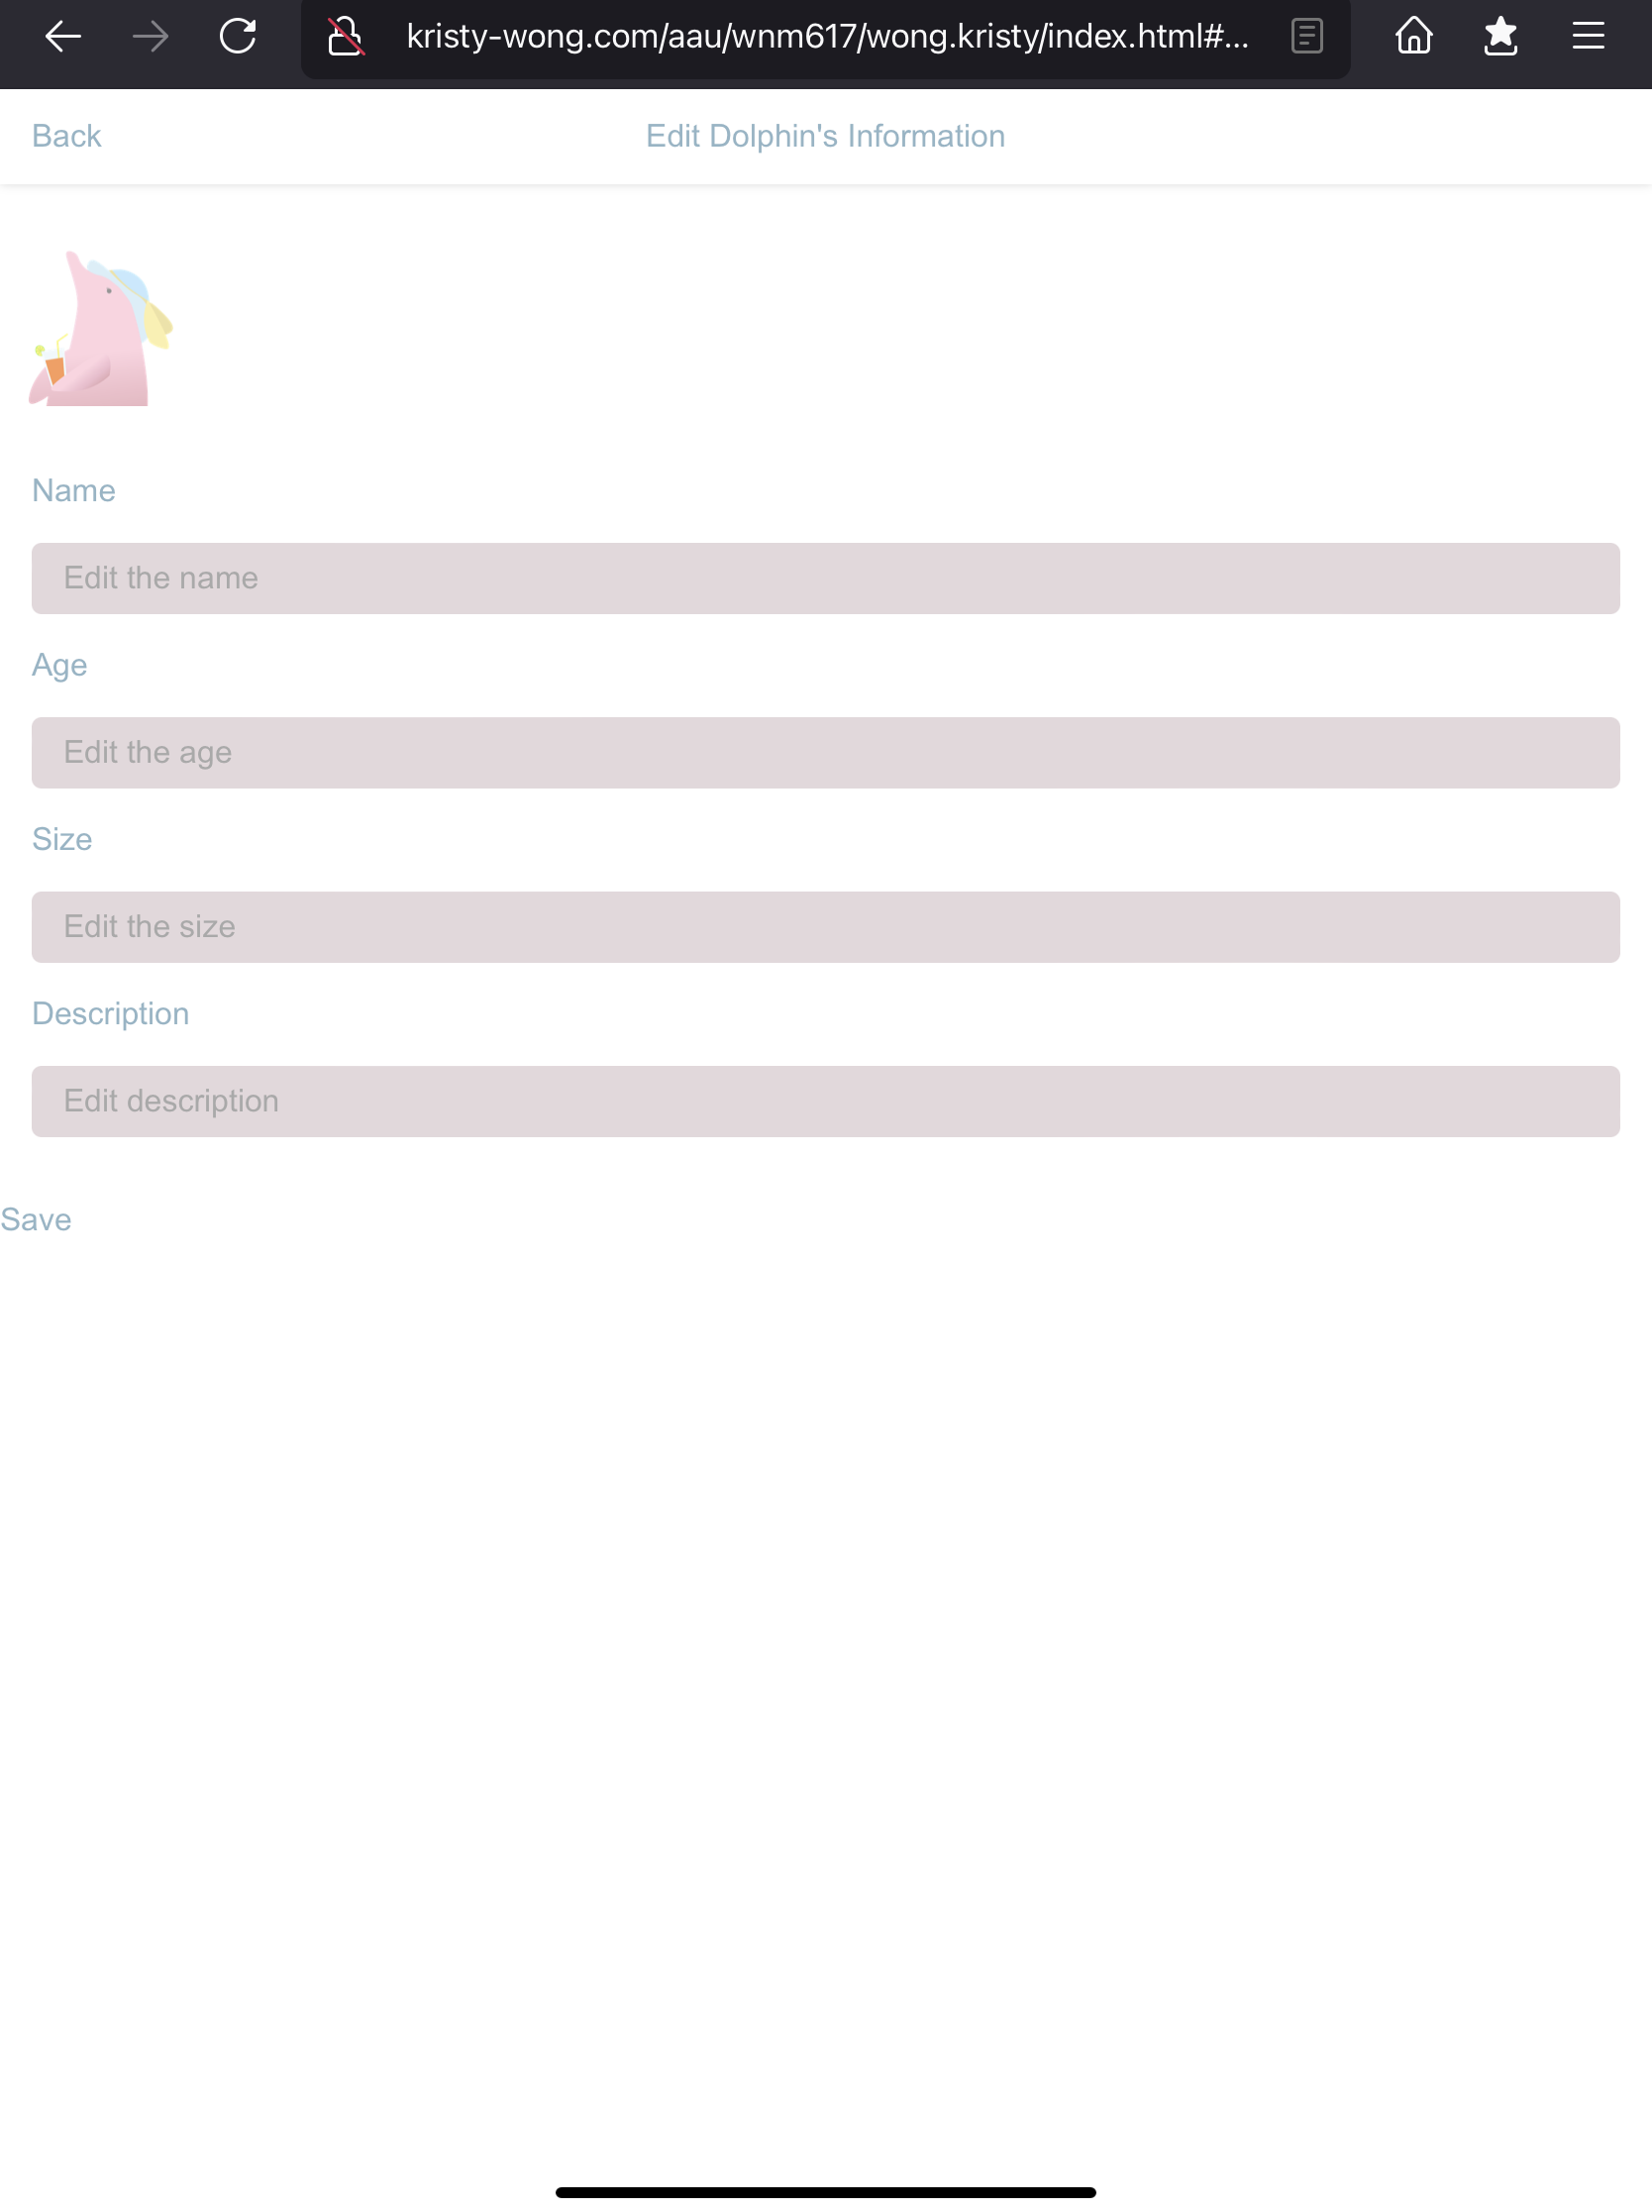 kristy-wong.com/aau/wnm617/wong.kristy/index.html#...
Back
Edit Dolphin's Information
Name
Edit the name
Age
Edit the age
Size
Edit the size
Description
Edit description
Save